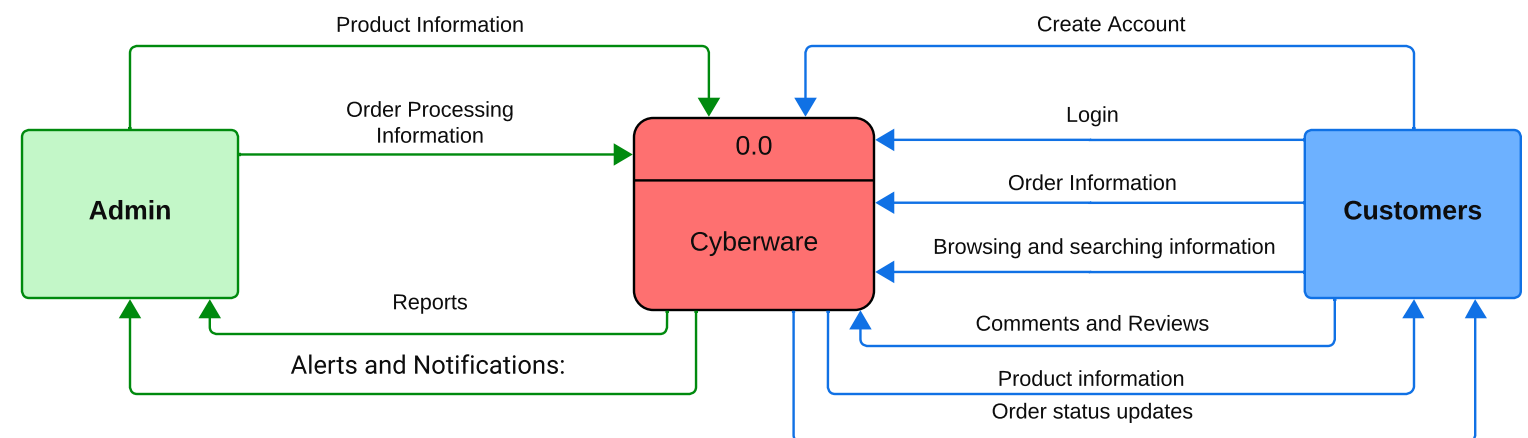 Product Information
Create Account
Order Processing
Information
Login
0.0
Order Information
Admin
Customers
Cyberware
Browsing and searching information
Reports
Comments and Reviews
Alerts and Notifications:
Product information
Order status updates